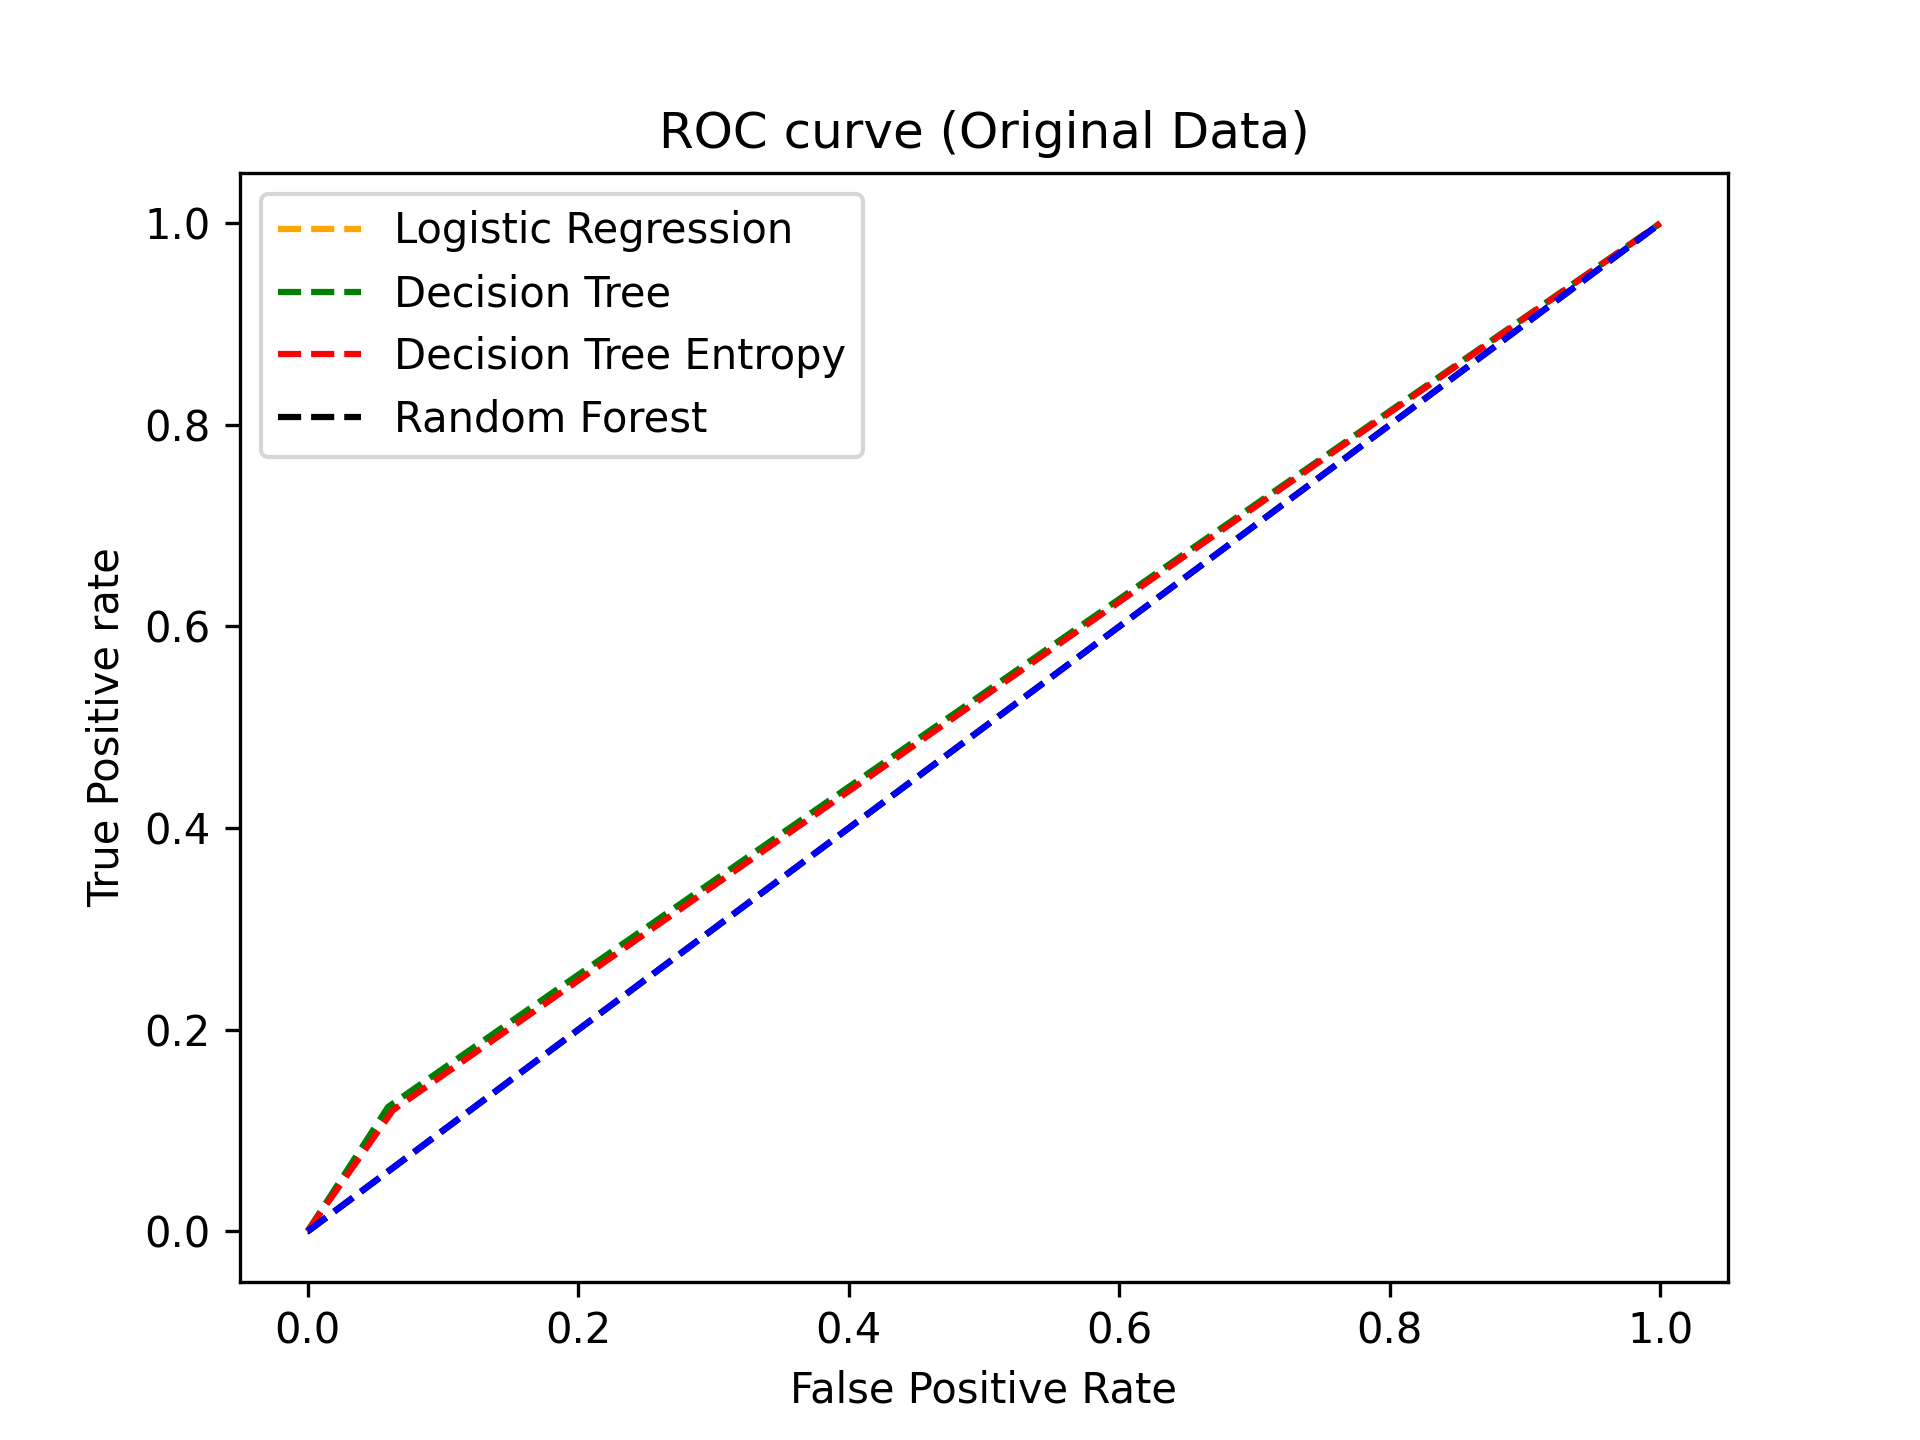 ROC curve (Original Data)
Logistic Regression
Decision Tree
Decision Tree Entropy
Random Forest
True Positive rate
1.0
0.8
0.6
0.4
0.2
0.0
0.0 0.2 0.4 0.6 0.8 1.0
False Positive Rate